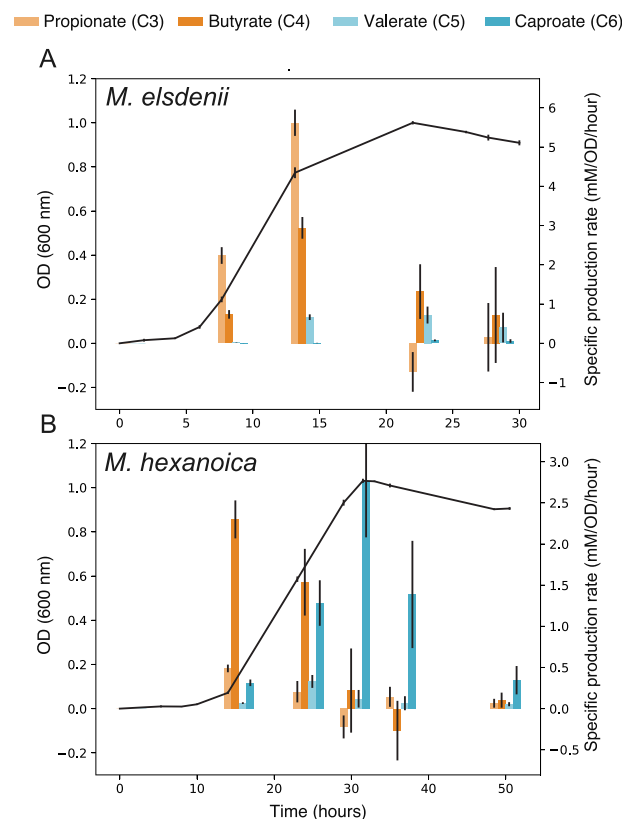 Propionate (C3) Butyrate (C4) Valerate (C5) Caproate (C6)
A
M. elsdenii
OD (600 nm)
1.2
1.0
0.8
0.6
0.4
0.2
0.0
−0.2
6
5
4
3
2
1
0
−1
Specific production rate (mM/OD/hour)
0 5 10 15 20 25 30
B
M. hexanoica
OD (600 nm)
1.2
1.0
0.8
0.6
0.4
0.2
0.0
−0.2
3.0
2.5
2.0
1.5
1.0
0.5
0.0
−0.5
Specific production rate (mM/OD/hour)
0 10 20 30 40 50
Time (hours)